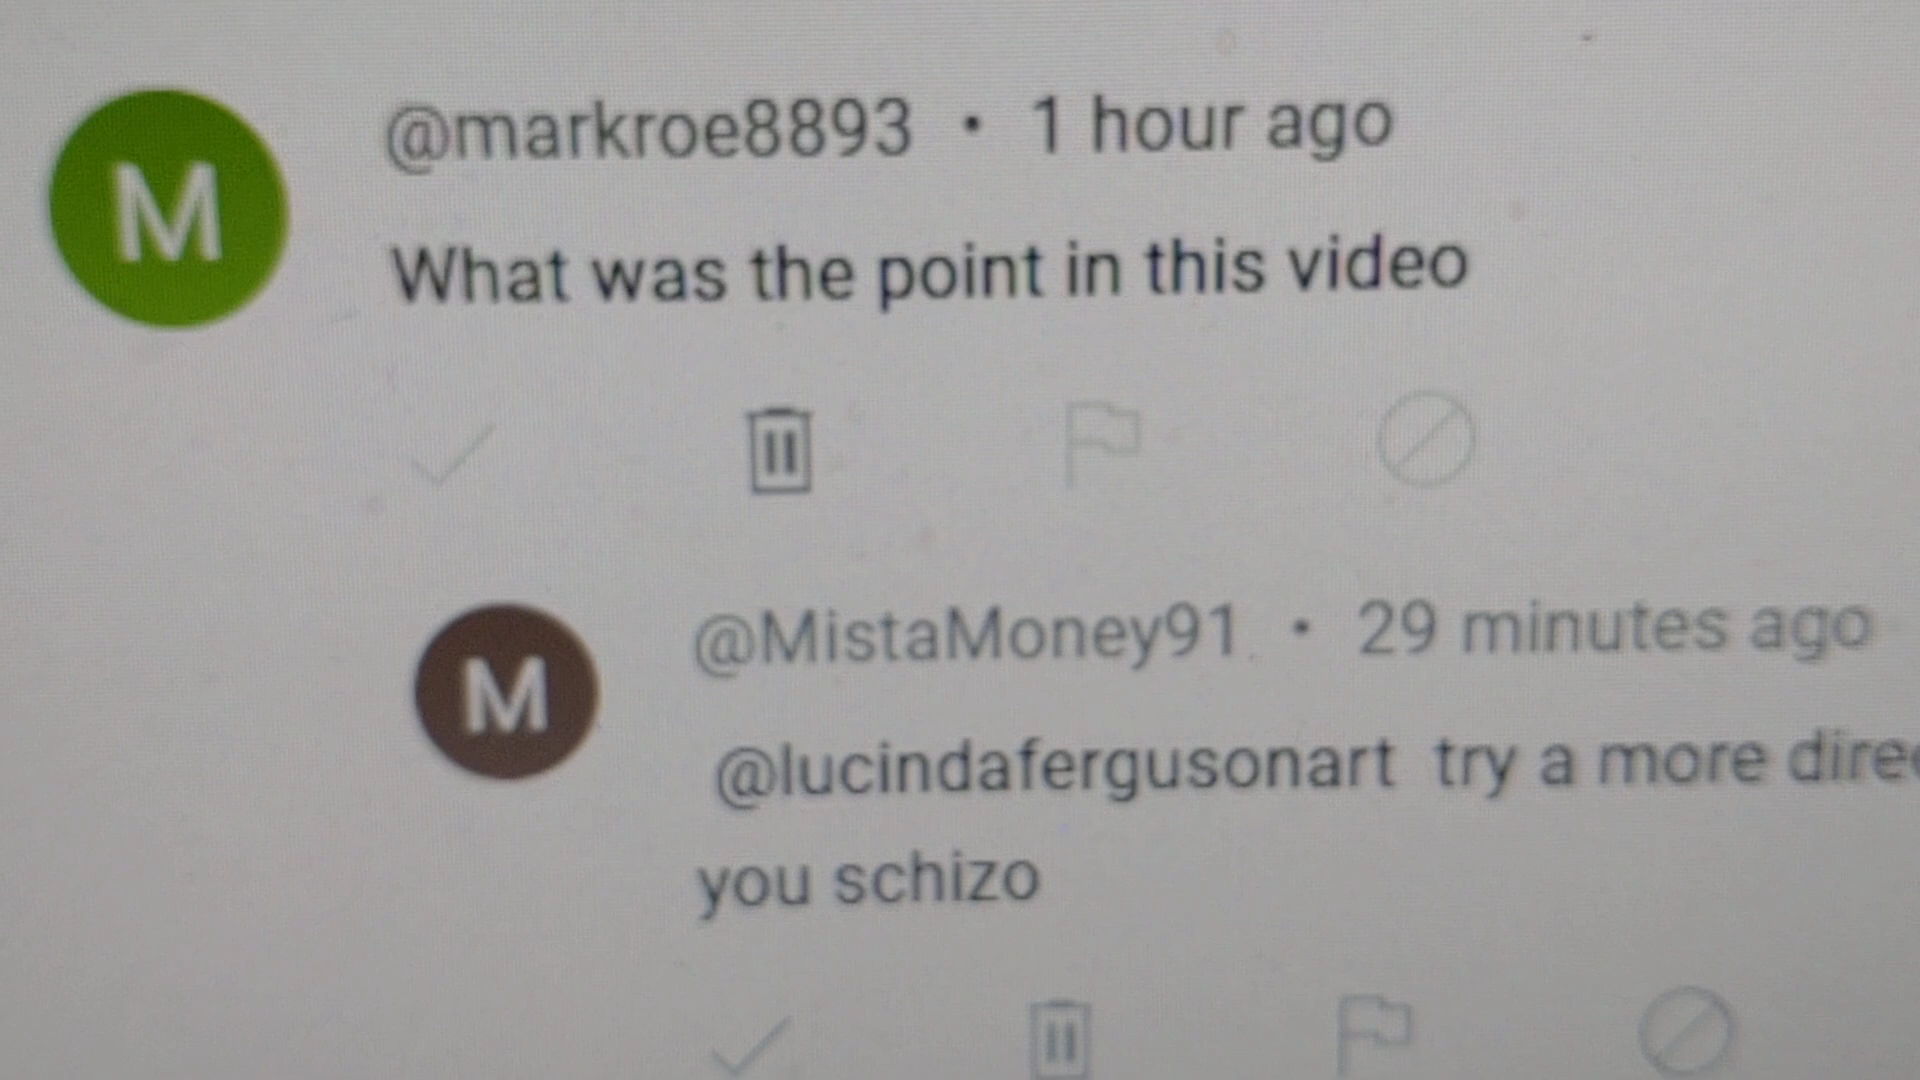 M
@markroe8893 • 1 hour ago
What was the point in this video
M
@MistaMoney91 • 29 minutes ago
@lucindafergusonart try a more
you schizo